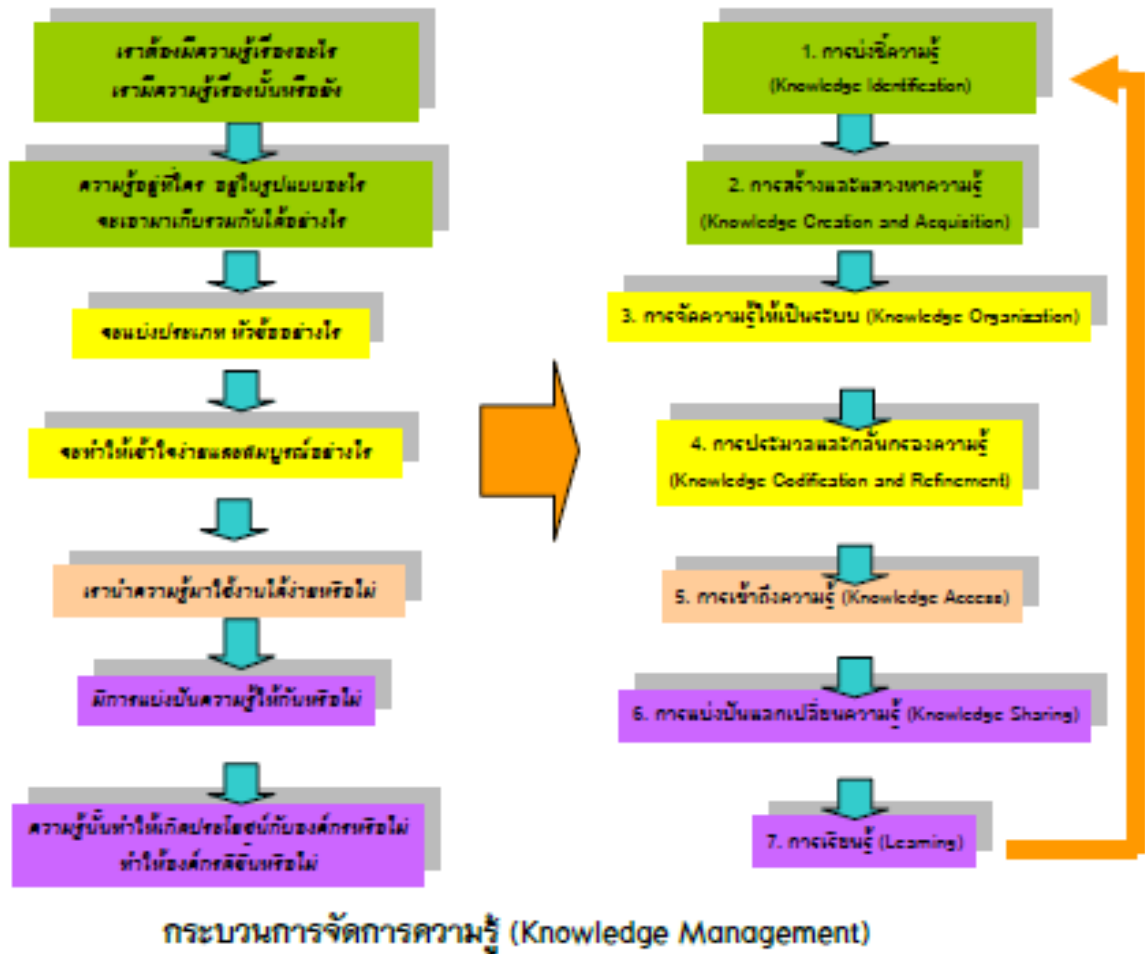 เราต้องมีความรู้เรื่องอะไร
เรามีความรู้เรื่องนั้นหรือยัง
ความรู้อยู่ที่ใคร อยู่ในรูปแบบอะไร
จะเอามาเก็บรวมกันได้อย่างไร
จะแบ่งประเภท หัวข้ออย่างไร
จะทำให้เข้าใจง่ายและสมบูรณ์อย่างไร
เรานำความรู้มาใช้งานได้ง่ายหรือไม่
มีการแบ่งปันความรู้ให้กันหรือไม่
ความรู้นั้นทำให้เกิดประโยชน์กับองค์กรหรือไม่
ทำให้องค์กรดีขึ้นหรือไม่
1. การบ่งชี้ความรู้
(Knowledge Identification)
2. การสร้างและแสวงหาความรู้
(Knowledge Creation and Acquisition)
3. การจัดความรู้ให้เป็นระบบ (Knowledge Organization)
4. การประมวลและกลั่นกรองความรู้
(Knowledge Codification and Refinement)
5. การเข้าถึงความรู้ (Knowledge Access)
6. การแบ่งปันแลกเปลี่ยนความรู้ (Knowledge Sharing)
7. การเรียนรู้ (Learning)
กระบวนการจัดการความรู้ (Knowledge Management)